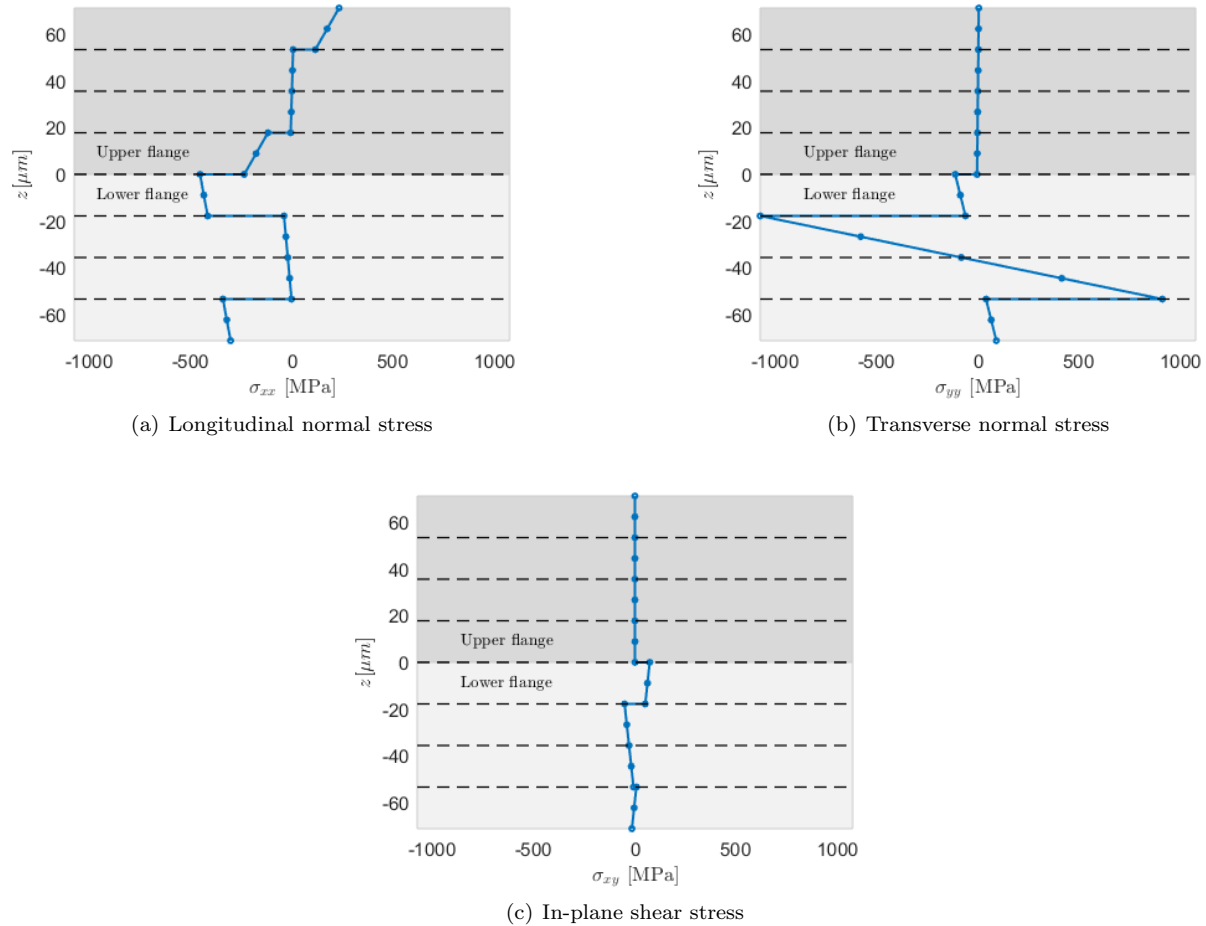 60
40
20
0
-20
-40
-60
z [μm]
Upper flange
Lower flange
-1000 -500 0 500 1000
σxx [MPa]
(a) Longitudinal normal stress
60
40
20
0
-20
-40
-60
z [μm]
Upper flange
Lower flange
-1000 -500 0 500 1000
σyy [MPa]
(b) Transverse normal stress
60
40
20
0
-20
-40
-60
z [μm]
Upper flange
Lower flange
-1000 -500 0 500 1000
σxy [MPa]
(c) In-plane shear stress